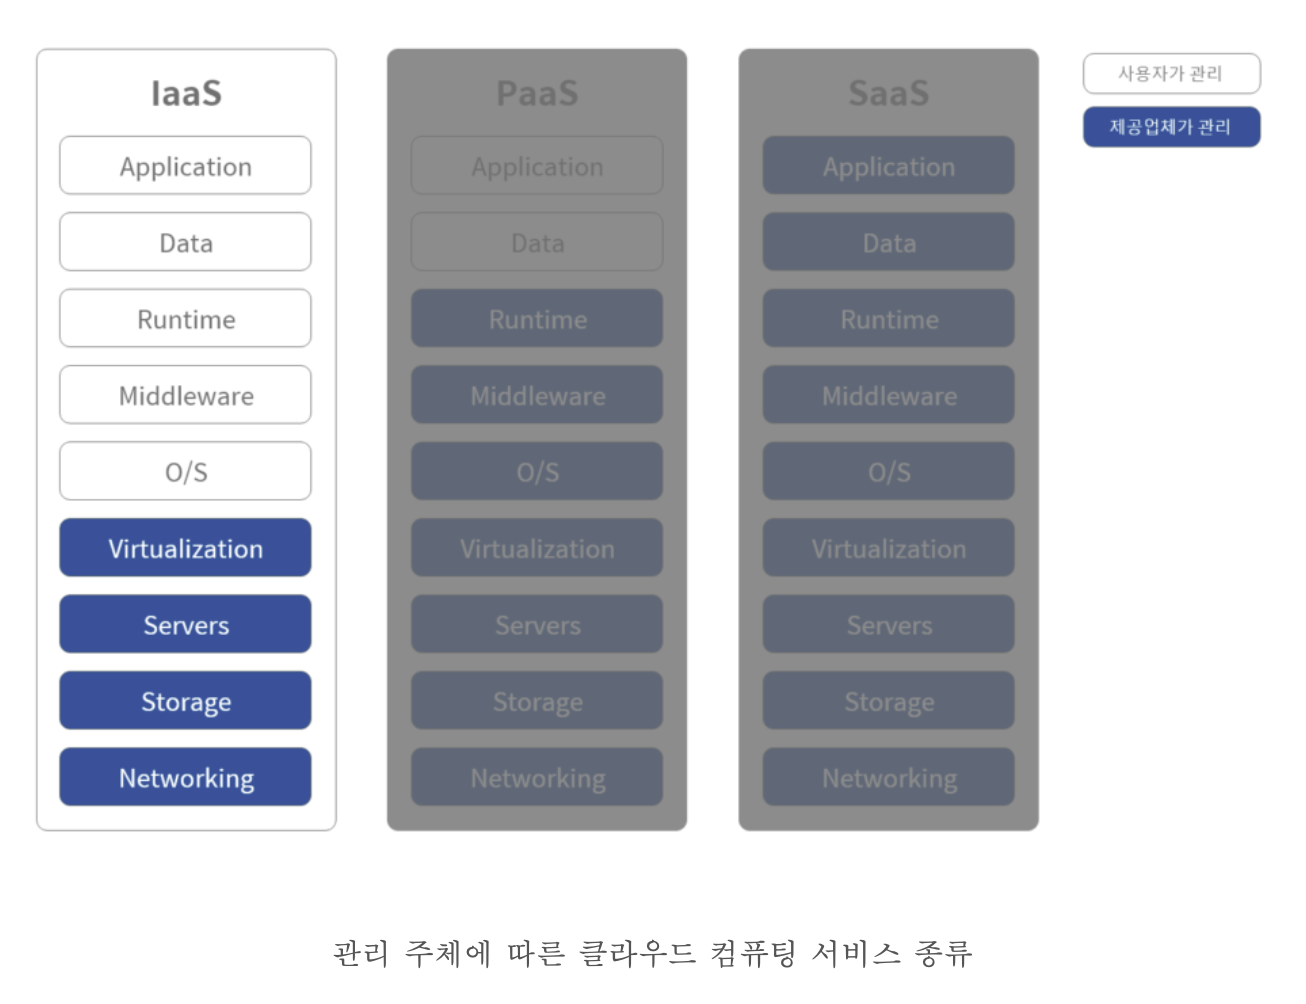 IaaS
Application
Data
Runtime
Middleware
O/S
Virtualization
Servers
Storage
Networking
PaaS
Application
Data
Runtime
Middleware
O/S
Virtualization
Servers
Storage
Networking
SaaS
Application
Data
Runtime
Middleware
O/S
Virtualization
Servers
Storage
Networking
사용자가 관리
제공업체가 관리
관리 주체에 따른 클라우드 컴퓨팅 서비스 종류